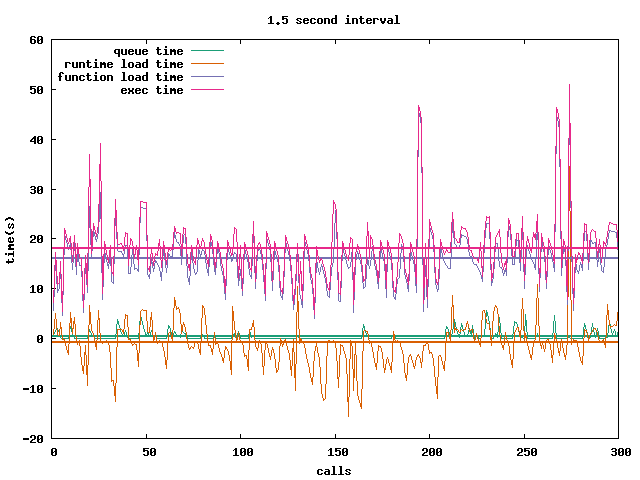 1.5 second interval
60
50
40
30
20
10
0
-10
-20
time(s)
queue time
runtime load time
function load time
exec time
0 50 100 150 200 250 300
calls